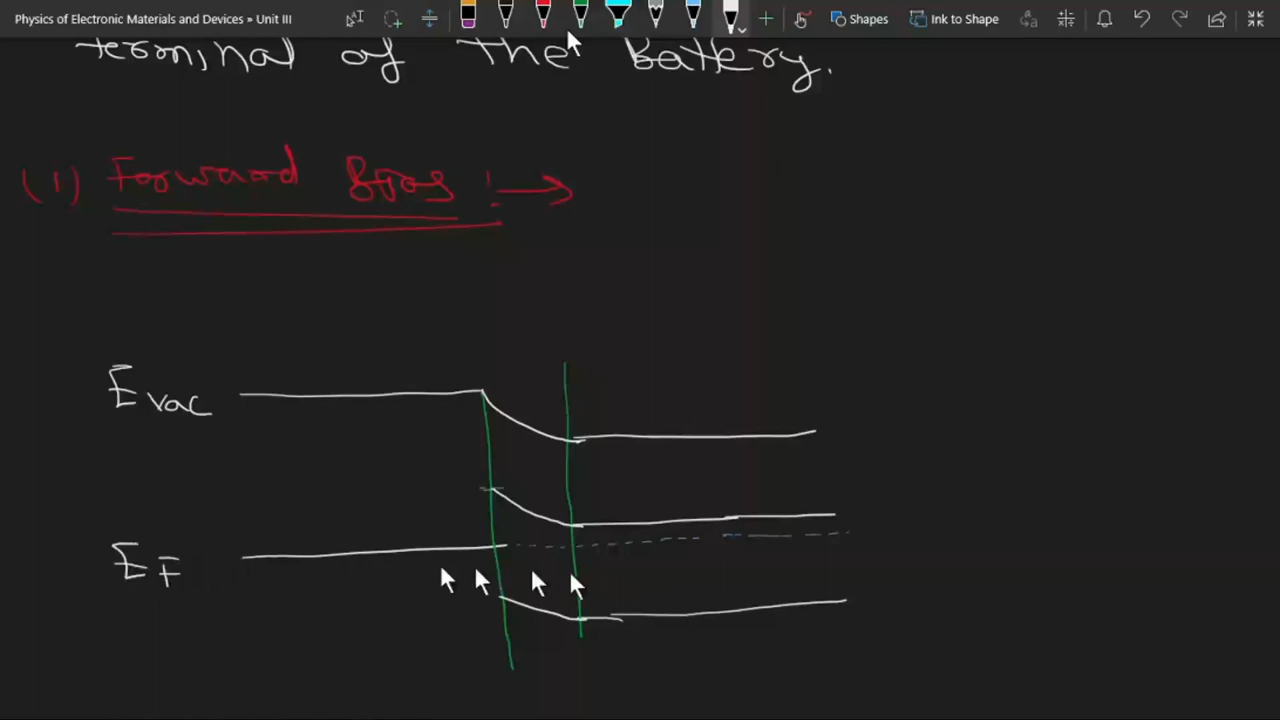 Physics of Electronic Materials and Devices » Unit III
Shapes
Ink to Shape
terminal of the Battery.
(1) Forward Bias :→
Evac
EF